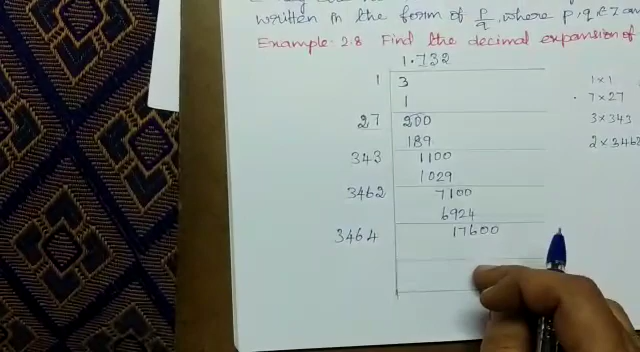 written in the form of p/q, where p, q ∈ Z an
Example: 2.8 Find the decimal expansion of
1.732
1 3 1×1
1
27 200 7×27
189 3×343
343 1100 2×3462
1029
3462 7100
6924
3464 17600